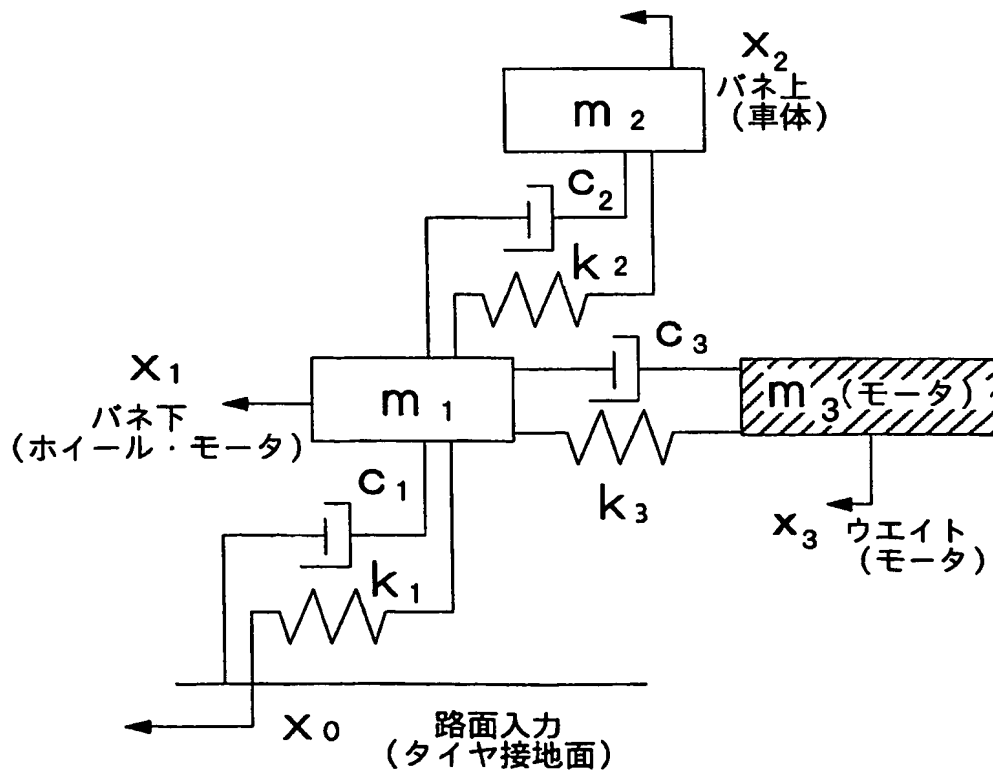 x₂
バネ上
(車体)
m₂
c₂
k₂
c₃
x₁
バネ下
(ホイール・モータ)
m₁
m₃(モータ)
k₃
x₃ ウエイト
(モータ)
c₁
k₁
x₀ 路面入力
(タイヤ接地面)